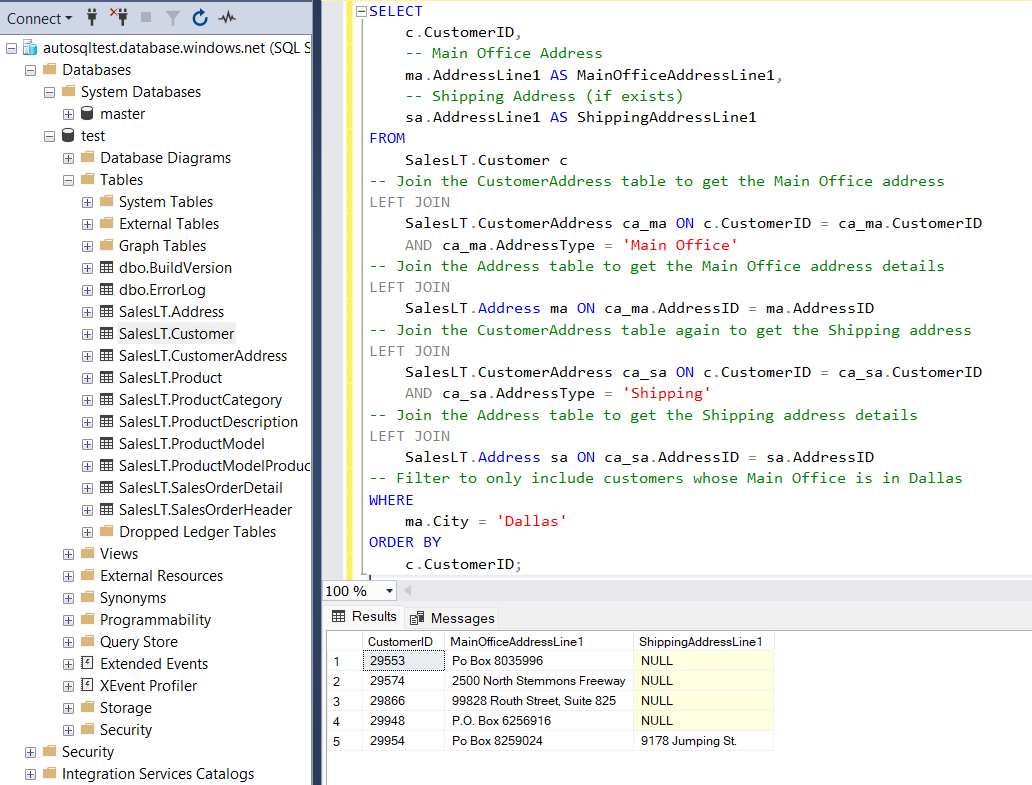 Connect
autosqltest.database.windows.net (SQL S
Databases
System Databases
master
test
Database Diagrams
Tables
System Tables
External Tables
Graph Tables
dbo.BuildVersion
dbo.ErrorLog
SalesLT.Address
SalesLT.Customer
SalesLT.CustomerAddress
SalesLT.Product
SalesLT.ProductCategory
SalesLT.ProductDescription
SalesLT.ProductModel
SalesLT.ProductModelProduc
SalesLT.SalesOrderDetail
SalesLT.SalesOrderHeader
Dropped Ledger Tables
Views
External Resources
Synonyms
Programmability
Query Store
Extended Events
XEvent Profiler
Storage
Security
Security
Integration Services Catalogs
SELECT
c.CustomerID,
-- Main Office Address
ma.AddressLine1 AS MainOfficeAddressLine1,
-- Shipping Address (if exists)
sa.AddressLine1 AS ShippingAddressLine1
FROM
SalesLT.Customer c
-- Join the CustomerAddress table to get the Main Office address
LEFT JOIN
SalesLT.CustomerAddress ca_ma ON c.CustomerID = ca_ma.CustomerID
AND ca_ma.AddressType = 'Main Office'
-- Join the Address table to get the Main Office address details
LEFT JOIN
SalesLT.Address ma ON ca_ma.AddressID = ma.AddressID
-- Join the CustomerAddress table again to get the Shipping address
LEFT JOIN
SalesLT.CustomerAddress ca_sa ON c.CustomerID = ca_sa.CustomerID
AND ca_sa.AddressType = 'Shipping'
-- Join the Address table to get the Shipping address details
LEFT JOIN
SalesLT.Address sa ON ca_sa.AddressID = sa.AddressID
-- Filter to only include customers whose Main Office is in Dallas
WHERE
ma.City = 'Dallas'
ORDER BY
c.CustomerID;
100 %
Results Messages
CustomerID MainOfficeAddressLine1 ShippingAddressLine1
1 29553 Po Box 8035996 NULL
2 29574 2500 North Stemmons Freeway NULL
3 29866 99828 Routh Street, Suite 825 NULL
4 29948 P.O. Box 6256916 NULL
5 29954 Po Box 8259024 9178 Jumping St.